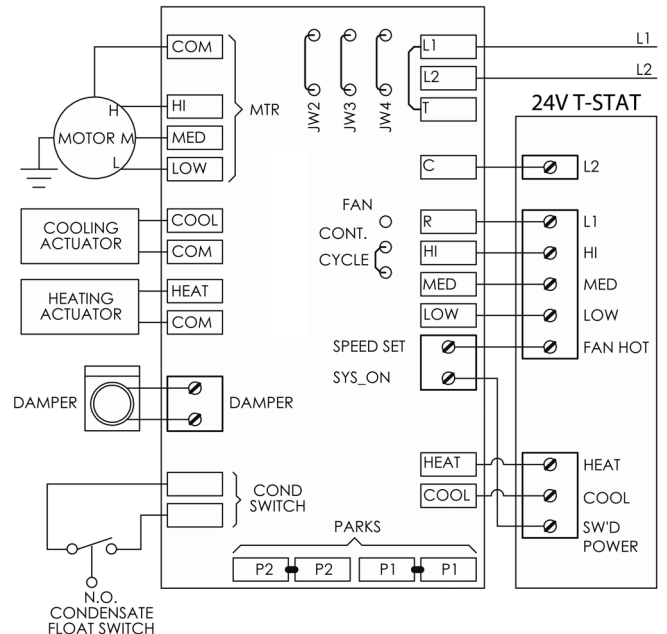 COM
HI
H
MTR
MOTOR M
MED
L
LOW
COOLING
ACTUATOR
COOL
COM
HEATING
ACTUATOR
HEAT
COM
DAMPER
DAMPER
COND
SWITCH
N.O.
CONDENSATE
FLOAT SWITCH
JW2
JW3
JW4
FAN
CONT.
CYCLE
SPEED SET
SYS_ON
PARKS
P2
P2
P1
P1
L1
L2
T
C
R
HI
MED
LOW
HEAT
COOL
L1
L2
24V T-STAT
L2
L1
HI
MED
LOW
FAN HOT
HEAT
COOL
SW'D
POWER